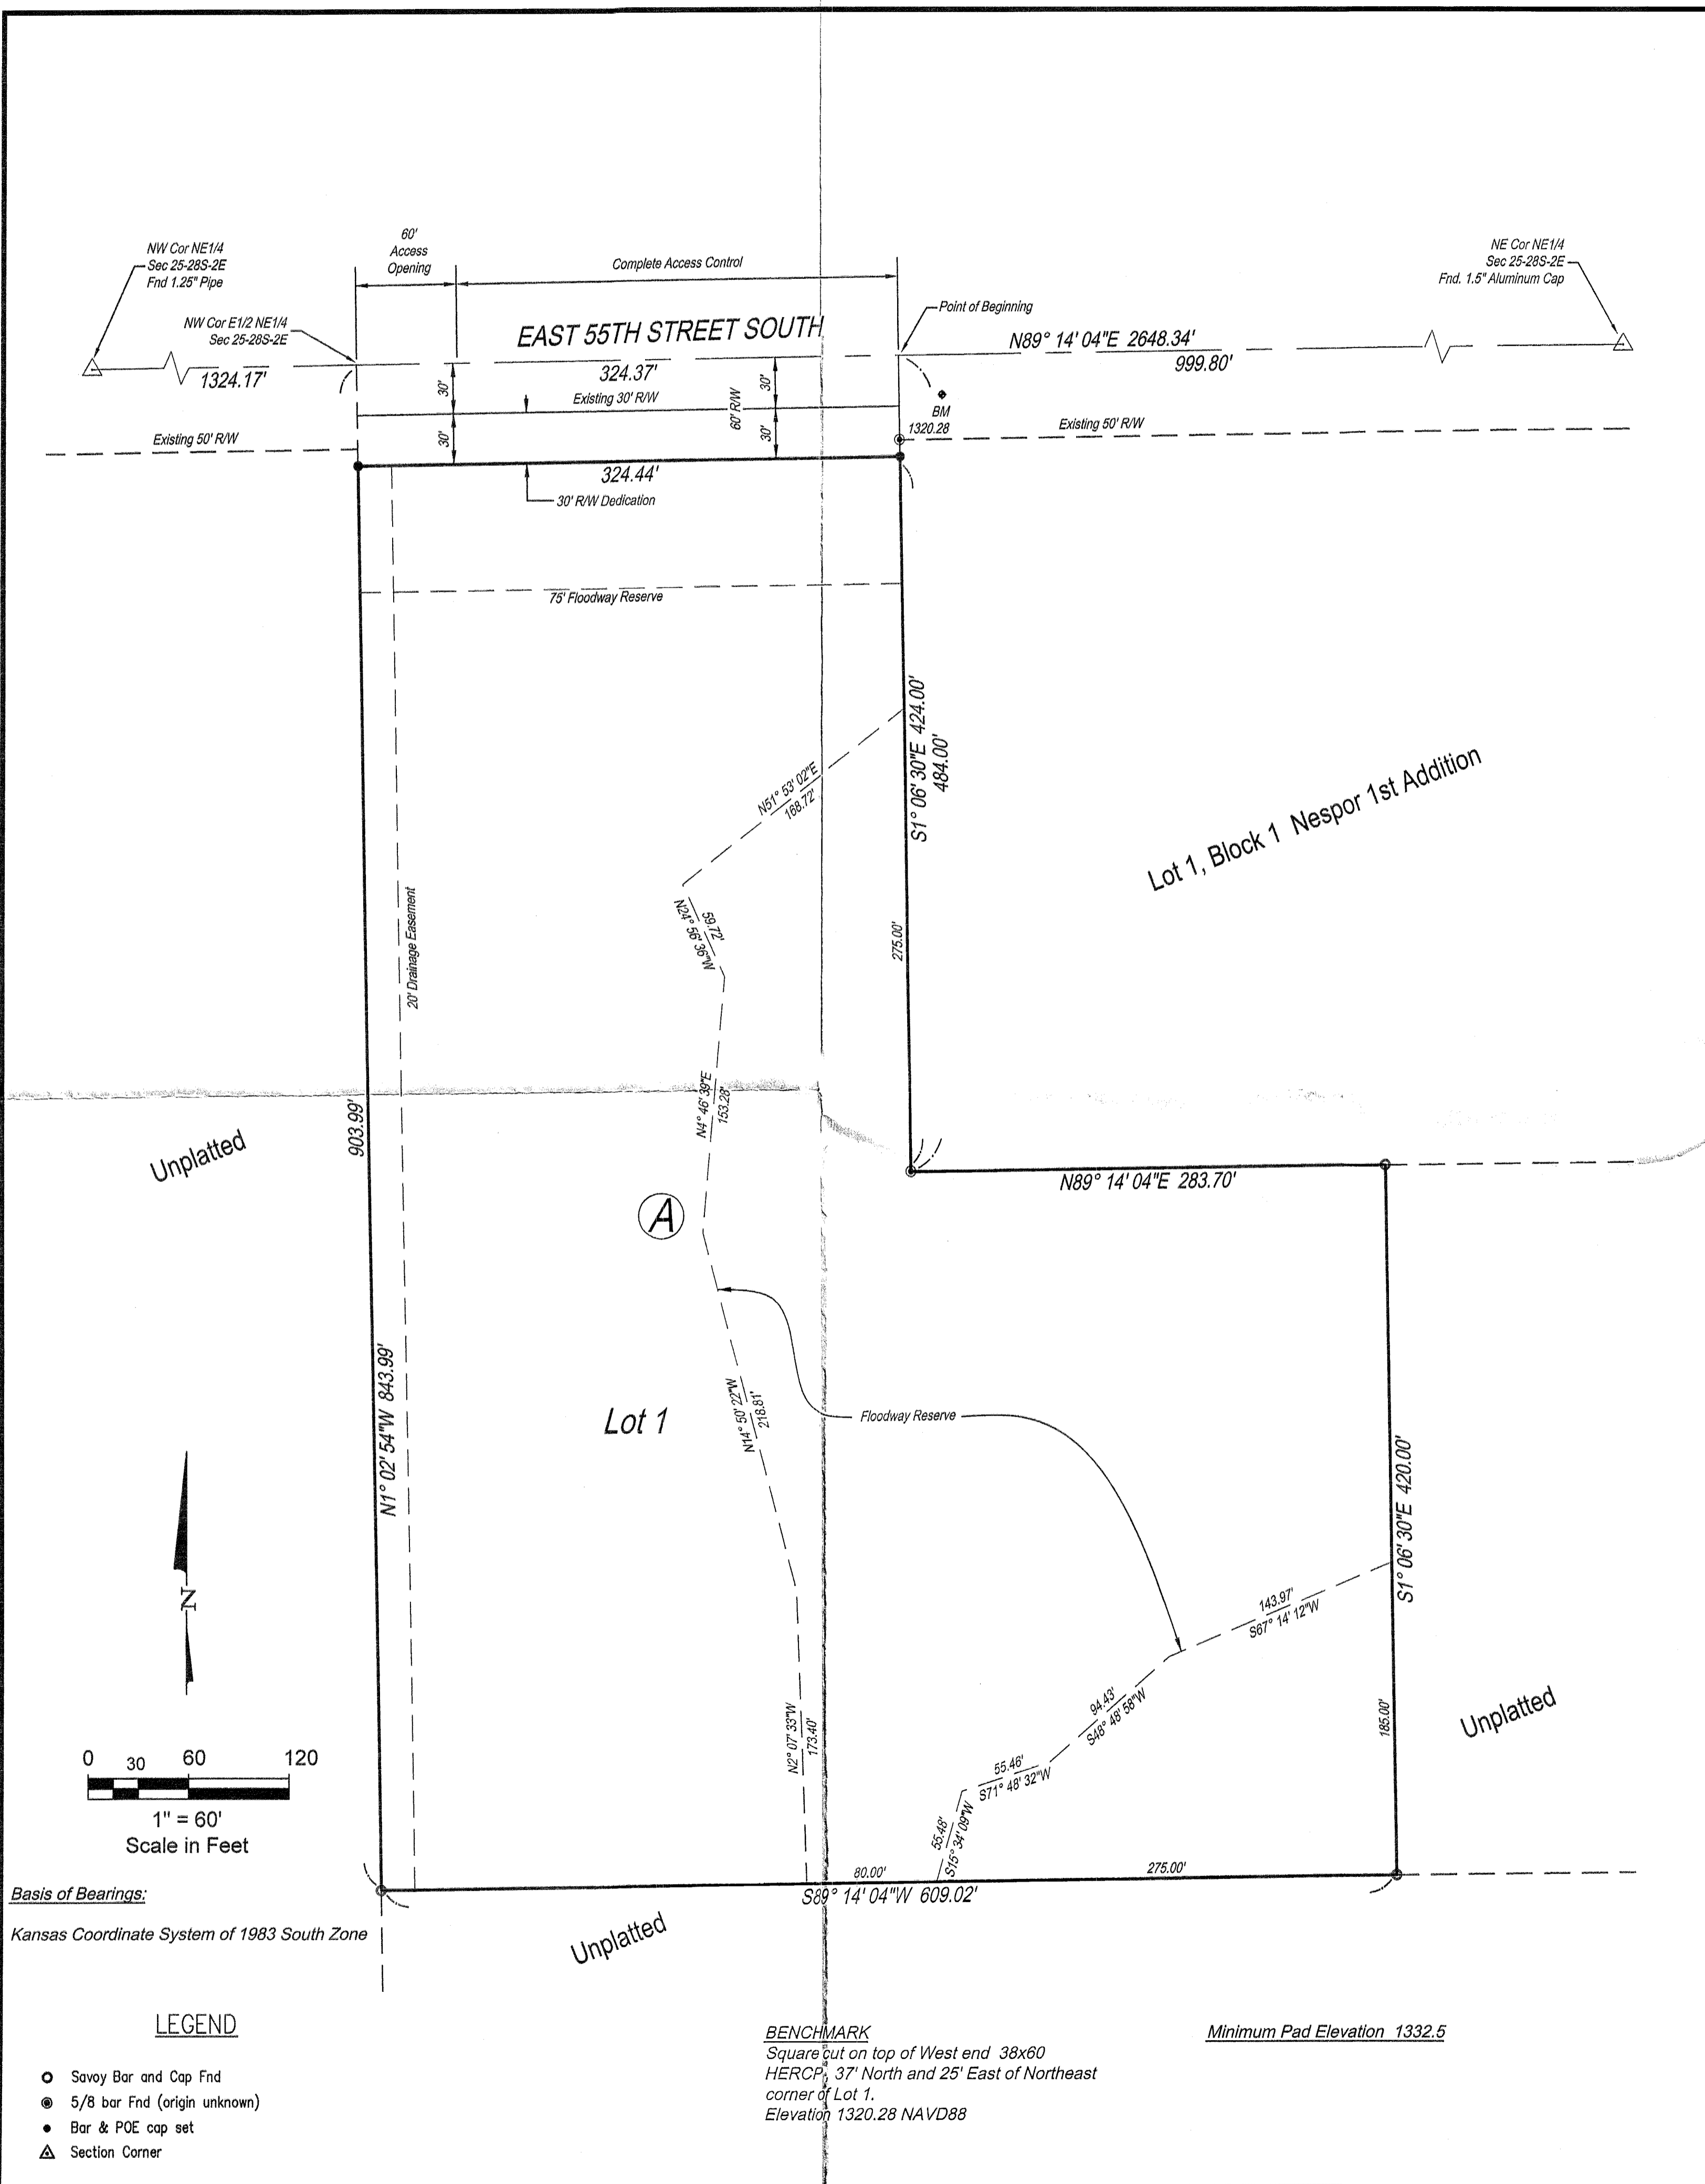 60'
Access
Opening
Complete Access Control
NW Cor NE1/4
Sec 25-28S-2E
Fnd 1.25" Pipe
NE Cor NE1/4
Sec 25-28S-2E
Fnd. 1.5" Aluminum Cap
NW Cor E1/2 NE1/4
Sec 25-28S-2E
Point of Beginning
EAST 55TH STREET SOUTH
N89° 14' 04"E 2648.34'
999.80'
1324.17'
324.37'
30'
Existing 30' R/W
60' R/W
30'
BM
1320.28
Existing 50' R/W
Existing 50' R/W
30'
30'
324.44'
30' R/W Dedication
75' Floodway Reserve
S1° 06' 30"E 424.00'
484.00'
N51° 53' 02"E
168.72'
Lot 1, Block 1 Nespor 1st Addition
59.72'
N24° 56' 36"W
275.00'
20' Drainage Easement
N4° 46' 39"E
153.28'
903.99'
Unplatted
N89° 14' 04"E 283.70'
A
N1° 02' 54"W 843.99'
Lot 1
N14° 50' 22"W
218.81'
Floodway Reserve
S1° 06' 30"E 420.00'
143.97'
S67° 14' 12"W
N
94.43'
S48° 48' 58"W
185.00'
Unplatted
N2° 07' 33"W
173.40'
55.46'
S71° 48' 32"W
55.48'
S15° 34' 09"W
0 30 60 120
1" = 60'
Scale in Feet
80.00'
275.00'
S89° 14' 04"W 609.02'
Basis of Bearings:
Kansas Coordinate System of 1983 South Zone
Unplatted
LEGEND
Savoy Bar and Cap Fnd
5/8 bar Fnd (origin unknown)
Bar & POE cap set
Section Corner
BENCHMARK
Square cut on top of West end 38x60
HERCP, 37' North and 25' East of Northeast
corner of Lot 1.
Elevation 1320.28 NAVD88
Minimum Pad Elevation 1332.5